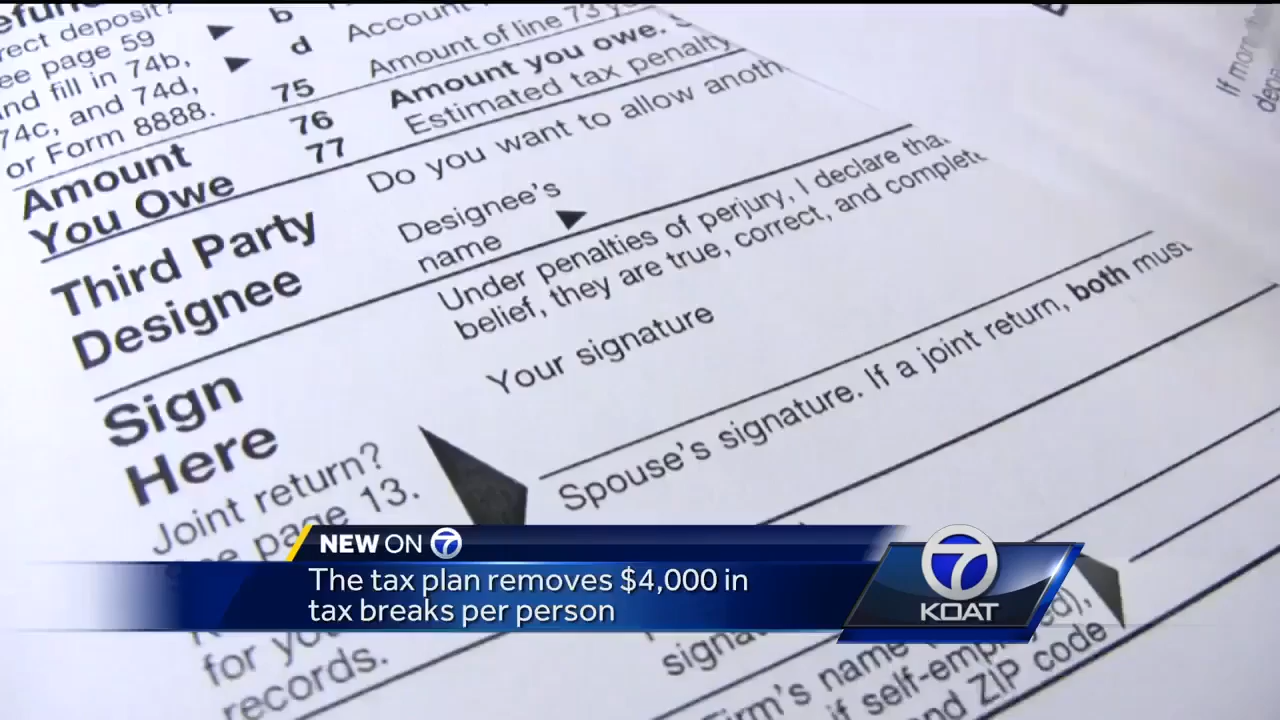 b
d
Account
75
Amount of line 73
rect deposit?
ee page 59
nd fill in 74b,
74c, and 74d,
or Form 8888.
Amount
You Owe
76
Amount you owe.
77
Estimated tax penalty
Third Party
Designee
Do you want to allow anoth
Designee's
name
Sign
Here
Under penalties of perjury, I declare tha
belief, they are true, correct, and complete
Joint return?
page 13.
for
records.
Your signature
Spouse's signature. If a joint return, both must
If more
signat
Firm's name
if self-employed),
and ZIP code
NEW ON 7
The tax plan removes $4,000 in
tax breaks per person
7
KOAT